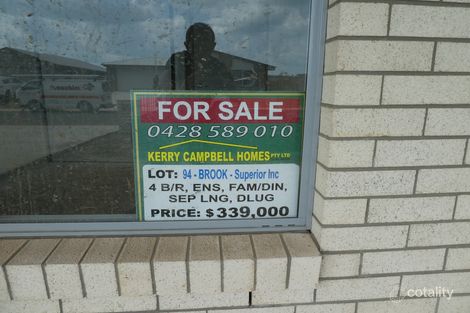 FOR SALE
0428 589 010
KERRY CAMPBELL HOMES PTY LTD
LOT: 94 - BROOK - Superior Inc
4 B/R, ENS, FAM/DIN,
SEP LNG, DLUG
PRICE: $339,000
cotality